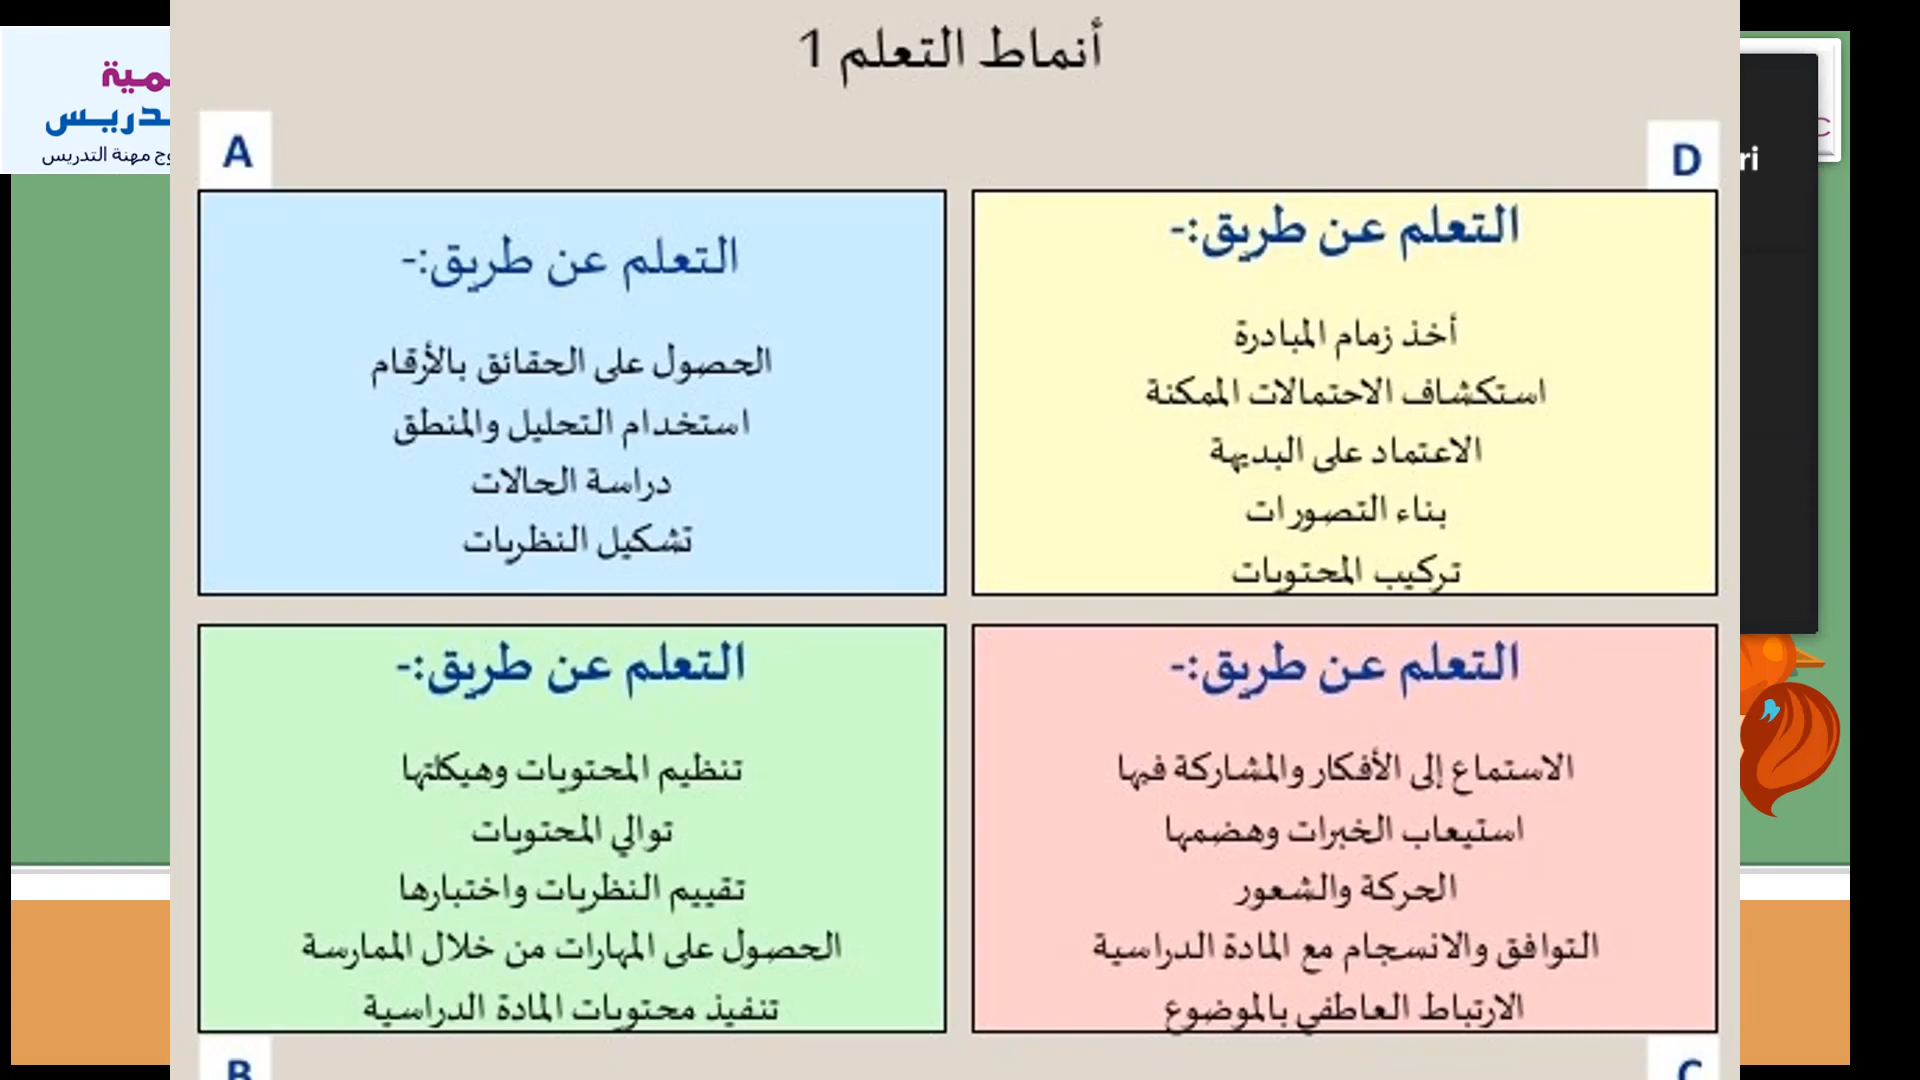 أنماط التعلم 1
مية
دريس
مهنة التدريس
C
ri
A
التعلم عن طريق:-
الحصول على الحقائق بالأرقام
استخدام التحليل والمنطق
دراسة الحالات
تشكيل النظريات
D
التعلم عن طريق:-
أخذ زمام المبادرة
استكشاف الاحتمالات الممكنة
الاعتماد على البديهة
بناء التصورات
تركيب المحتويات
التعلم عن طريق:-
تنظيم المحتويات وهيكلتها
توالي المحتويات
تقييم النظريات واختبارها
الحصول على المهارات من خلال الممارسة
تنفيذ محتويات المادة الدراسية
B
التعلم عن طريق:-
الاستماع إلى الأفكار والمشاركة فيها
استيعاب الخبرات وهضمها
الحركة والشعور
التوافق والانسجام مع المادة الدراسية
الارتباط العاطفي بالموضوع
C